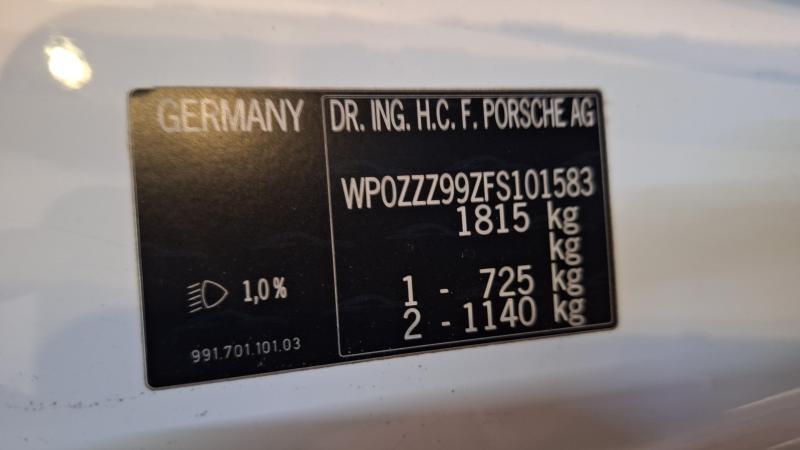 GERMANY
DR. ING. H.C. F. PORSCHE AG
WP0ZZZ99ZFS101583
1815 kg
kg
1 - 725 kg
2 - 1140 kg
1,0%
991.701.101.03